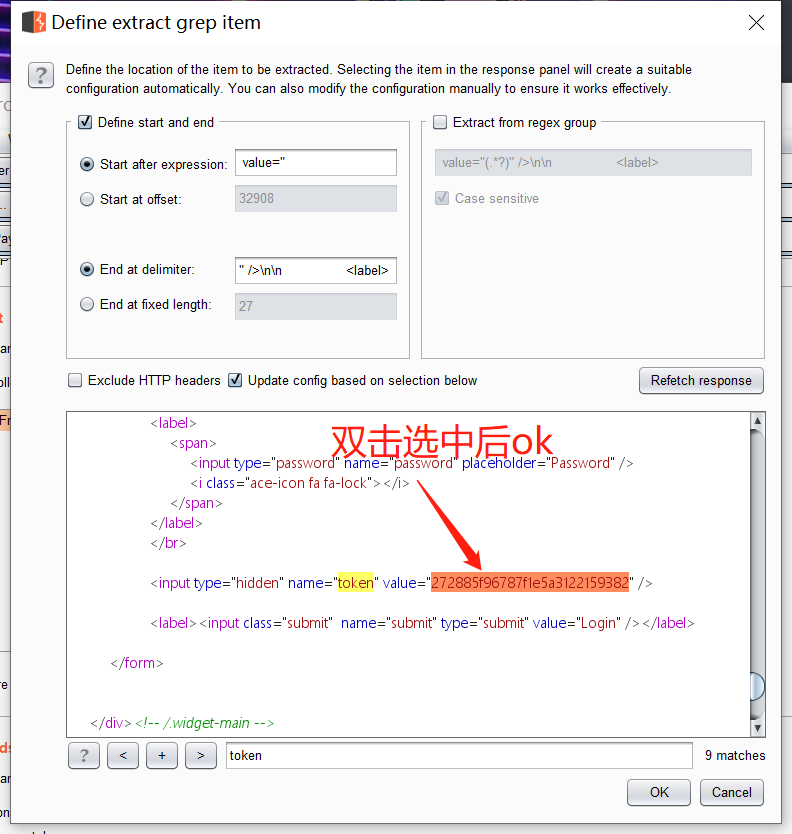 Define extract grep item
Define the location of the item to be extracted. Selecting the item in the response panel will create a suitable
configuration automatically. You can also modify the configuration manually to ensure it works effectively.
Define start and end
Start after expression: value="
Start at offset: 32908
End at delimiter: " />\n\n <label>
End at fixed length: 27
Extract from regex group
value="(.*?)" />\n\n <label>
Case sensitive
Exclude HTTP headers
Update config based on selection below
Refetch response
<label>
<span>
<input type="password" name="password" placeholder="Password" />
<i class="ace-icon fa fa-lock"></i>
</span>
</label>
</br>
双击选中后ok
<input type="hidden" name="token" value="272885f96787f1e5a3122159382" />
<label><input class="submit"  name="submit" type="submit" value="Login" /></label>
</form>
</div> <!-- /.widget-main -->
? < + > token 9 matches
OK Cancel